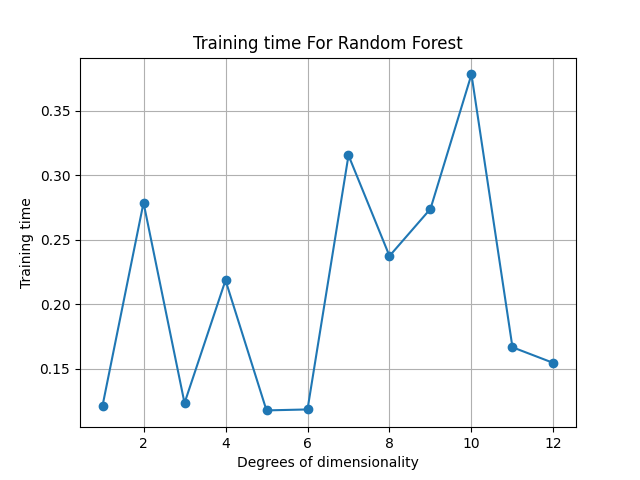 Training time For Random Forest
Training time
0.35
0.30
0.25
0.20
0.15
2 4 6 8 10 12
Degrees of dimensionality